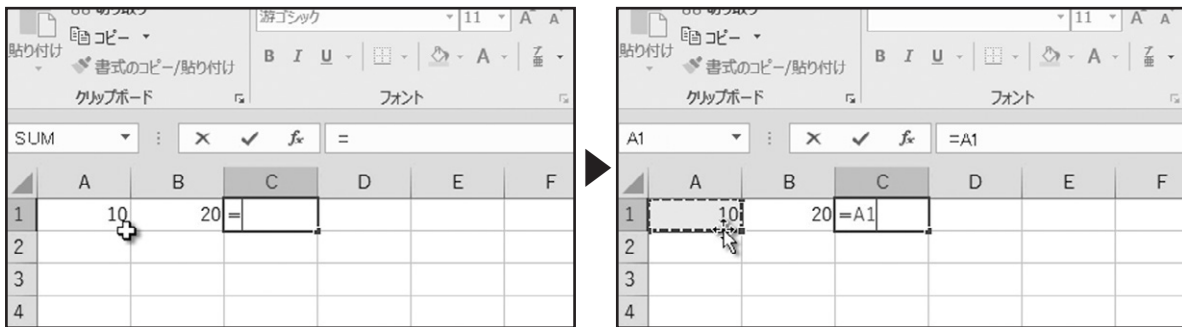 游ゴシック 11 A A
貼り付け コピー
書式のコピー/貼り付け B I U A
クリップボード フォント
SUM × ✓ fx =
A B C D E F
1 10 20 =
2
3
4
11 A A
貼り付け コピー
書式のコピー/貼り付け B I U A
クリップボード フォント
A1 × ✓ fx =A1
A B C D E F
1 10 20 =A1
2
3
4